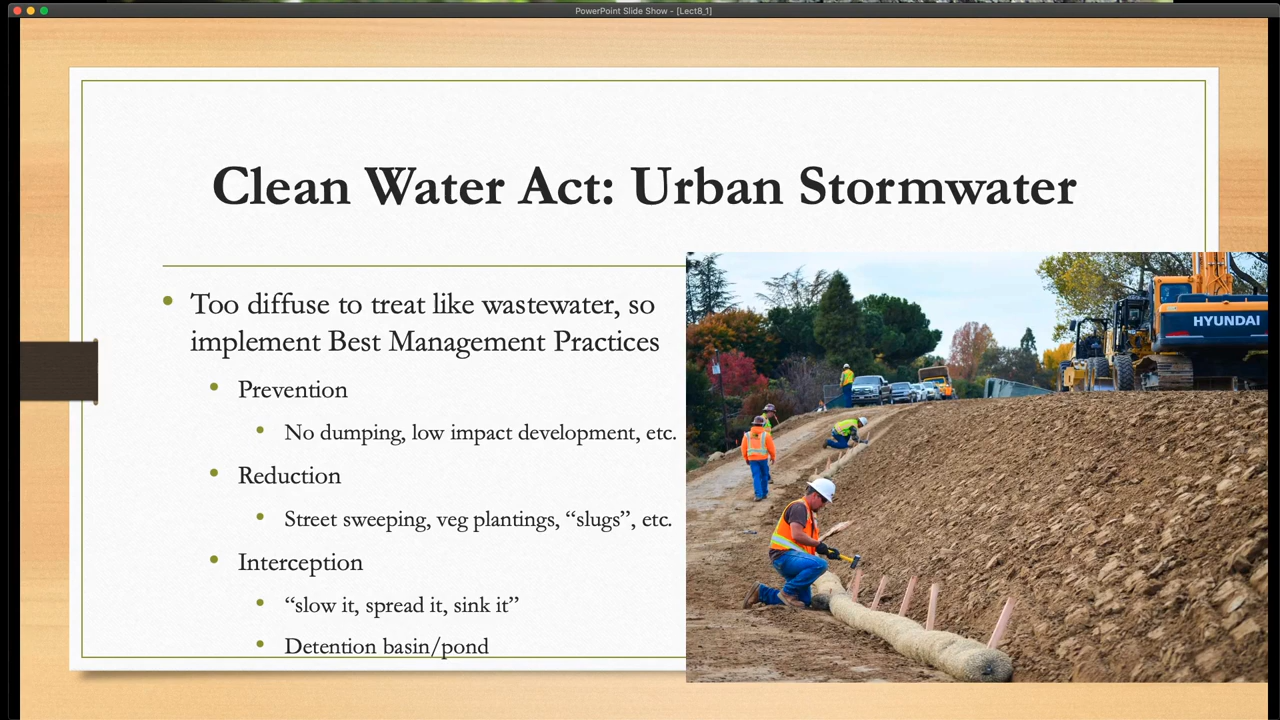 PowerPoint Slide Show - [Lect8_1]
Clean Water Act: Urban Stormwater
Too diffuse to treat like wastewater, so
implement Best Management Practices
Prevention
No dumping, low impact development, etc.
Reduction
Street sweeping, veg plantings, “slugs”, etc.
Interception
“slow it, spread it, sink it”
Detention basin/pond
HYUNDAI